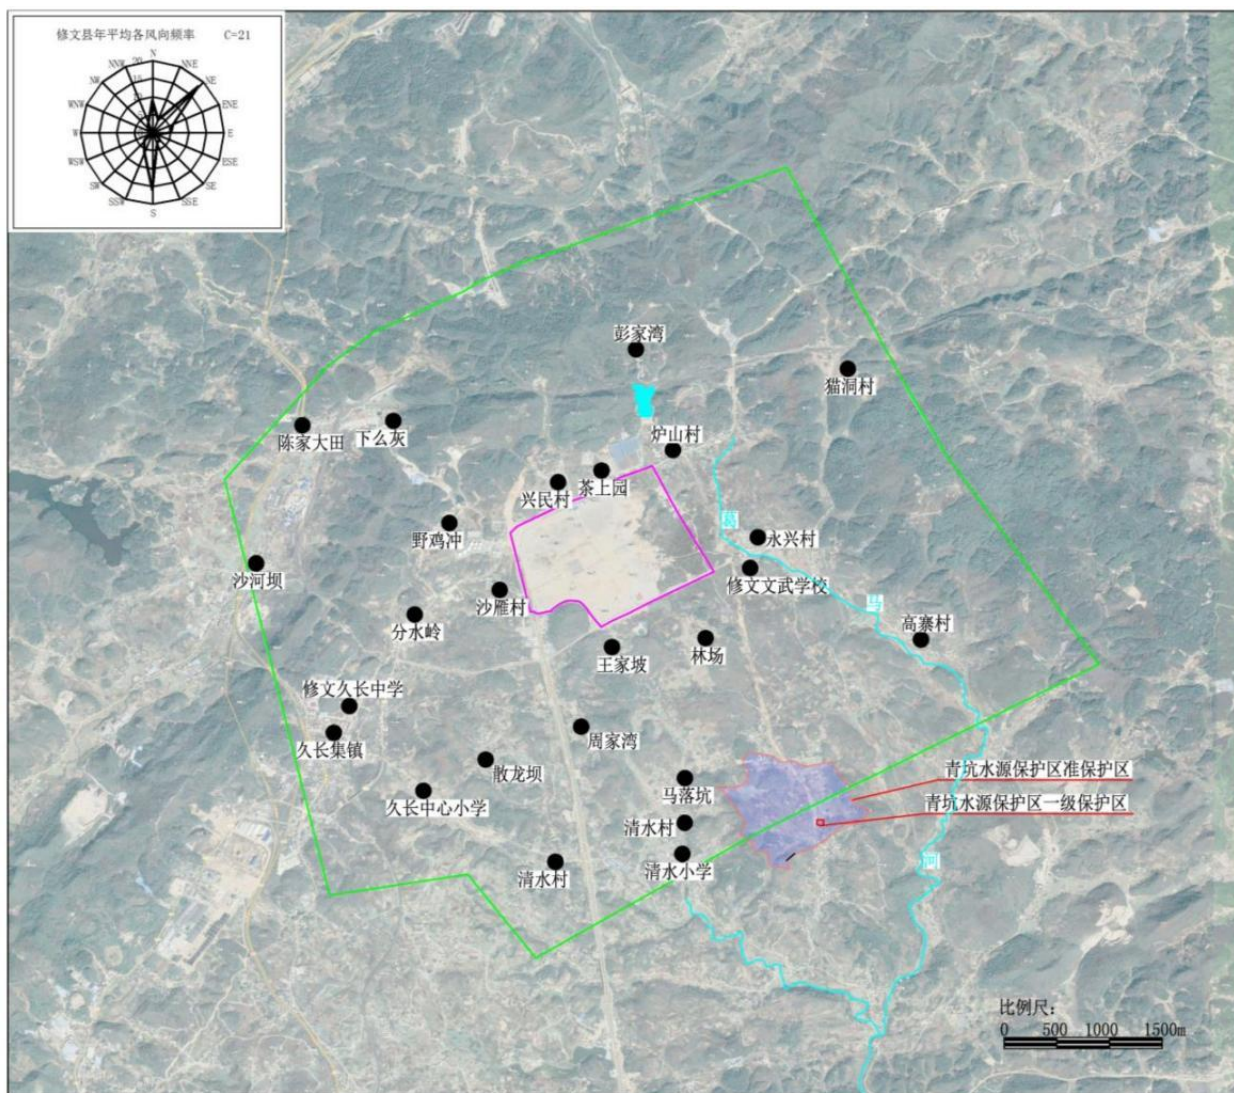 修文县年平均各风向频率 C=21
N
NNW
20
NNE
NW
15
NE
WNW
ENE
W
E
WSW
ESE
SW
SE
SSW
SSE
S
彭家湾
猫洞村
陈家大田
下么灰
炉山村
兴民村
茶上园
葛
野鸡冲
永兴村
沙河坝
修文文武学校
沙雁村
马
分水岭
高寨村
王家坡
林场
修文久长中学
久长集镇
周家湾
散龙坝
青坑水源保护区准保护区
马落坑
久长中心小学
青坑水源保护区一级保护区
清水村
河
清水村
清水小学
比例尺:
0 500 1000 1500m